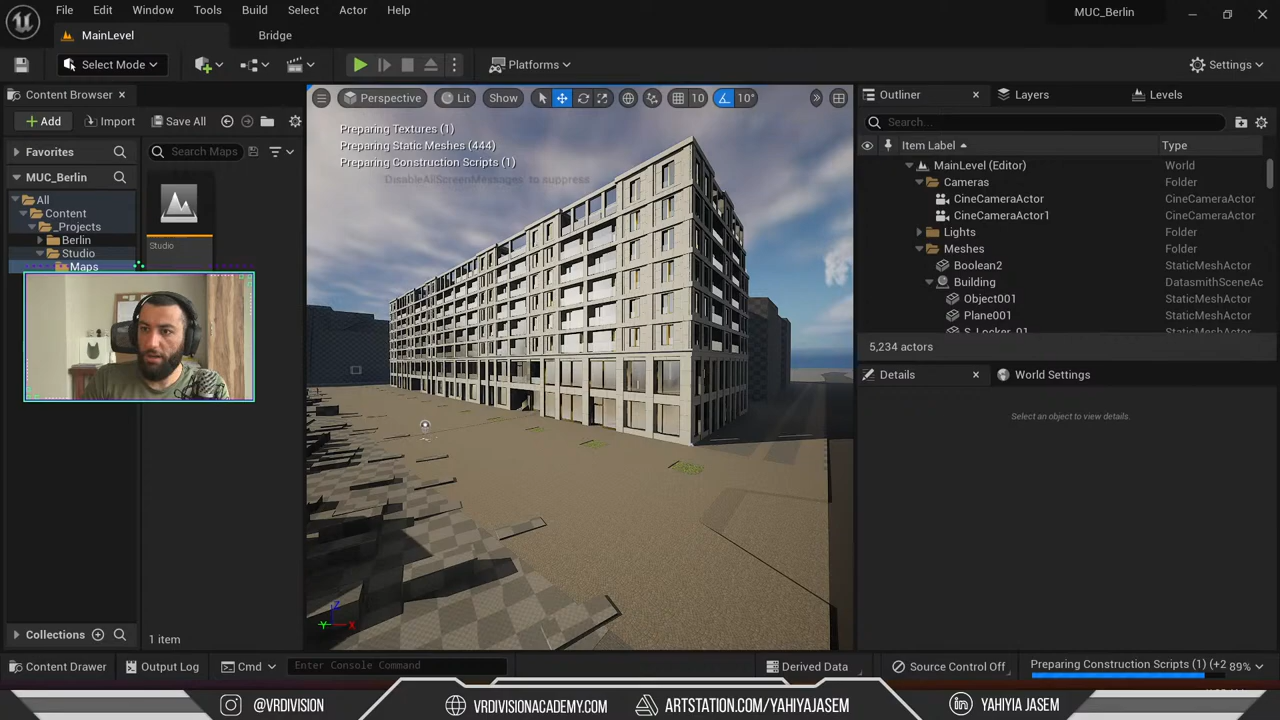 File Edit Window Tools Build Select Actor Help
MUC_Berlin
MainLevel
Bridge
Select Mode
Platforms
Settings
Content Browser
Add Import Save All
Favorites
Search Maps
MUC_Berlin
All
Content
_Projects
Berlin
Studio
Maps
Studio
Collections
1 item
Perspective Lit Show 10 10°
Preparing Textures (1)
Preparing Static Meshes (444)
Preparing Construction Scripts (1)
DisableAllScreenMessages to suppress
Z
Y X
Outliner Layers Levels
Search...
Item Label Type
MainLevel (Editor) World
Cameras Folder
CineCameraActor CameraActor
CineCameraActor1 CameraActor
Lights Folder
Meshes Folder
Boolean2 StaticMeshActor
Building DatasmithSceneAc
Object001 StaticMeshActor
Plane001 StaticMeshActor
S_Locker_01 StaticMeshActor
5,234 actors
Details World Settings
Select an object to view details.
Content Drawer Output Log Cmd Enter Console Command
Derived Data Source Control Off Preparing Construction Scripts (1) (+2 89%
@VRDIVISION VRDIVISIONACADEMY.COM ARTSTATION.COM/YAHIYAJASEM YAHIYIA JASEM